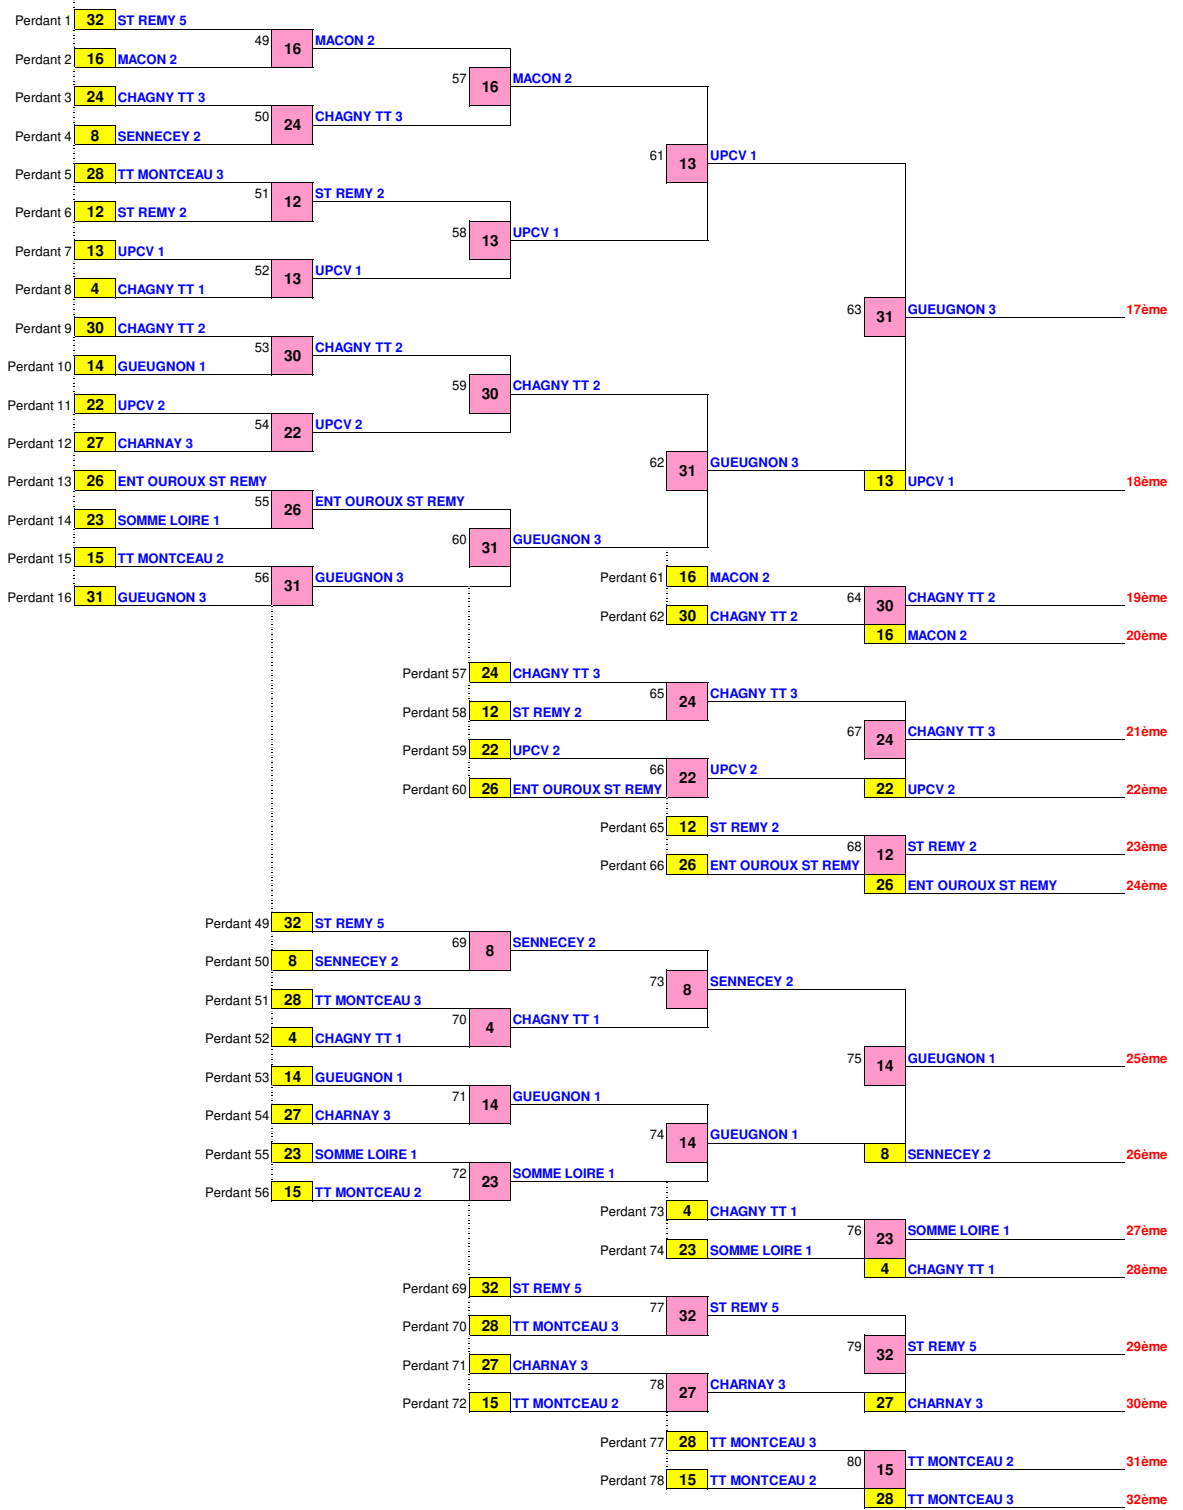 Perdant 1 32 ST REMY 5
49 16 MACON 2
Perdant 2 16 MACON 2
57 16 MACON 2
Perdant 3 24 CHAGNY TT 3
50 24 CHAGNY TT 3
Perdant 4 8 SENNECEY 2
61 13 UPCV 1
Perdant 5 28 TT MONTCEAU 3
51 12 ST REMY 2
Perdant 6 12 ST REMY 2
58 13 UPCV 1
Perdant 7 13 UPCV 1
52 13 UPCV 1
Perdant 8 4 CHAGNY TT 1
63 31 GUEUGNON 3 17ème
Perdant 9 30 CHAGNY TT 2
53 30 CHAGNY TT 2
Perdant 10 14 GUEUGNON 1
59 30 CHAGNY TT 2
Perdant 11 22 UPCV 2
54 22 UPCV 2
Perdant 12 27 CHARNAY 3
62 31 GUEUGNON 3
Perdant 13 26 ENT OUROUX ST REMY
13 UPCV 1 18ème
55 26 ENT OUROUX ST REMY
Perdant 14 23 SOMME LOIRE 1
60 31 GUEUGNON 3
Perdant 15 15 TT MONTCEAU 2
56 31 GUEUGNON 3
Perdant 61 16 MACON 2
Perdant 16 31 GUEUGNON 3
64 30 CHAGNY TT 2 19ème
Perdant 62 30 CHAGNY TT 2
16 MACON 2 20ème
Perdant 57 24 CHAGNY TT 3
65 24 CHAGNY TT 3
Perdant 58 12 ST REMY 2
67 24 CHAGNY TT 3 21ème
Perdant 59 22 UPCV 2
66 22 UPCV 2
Perdant 60 26 ENT OUROUX ST REMY
22 UPCV 2 22ème
Perdant 65 12 ST REMY 2
68 12 ST REMY 2 23ème
Perdant 66 26 ENT OUROUX ST REMY
26 ENT OUROUX ST REMY 24ème
Perdant 49 32 ST REMY 5
69 8 SENNECEY 2
Perdant 50 8 SENNECEY 2
73 8 SENNECEY 2
Perdant 51 28 TT MONTCEAU 3
70 4 CHAGNY TT 1
Perdant 52 4 CHAGNY TT 1
75 14 GUEUGNON 1 25ème
Perdant 53 14 GUEUGNON 1
71 14 GUEUGNON 1
Perdant 54 27 CHARNAY 3
74 14 GUEUGNON 1
Perdant 55 23 SOMME LOIRE 1
8 SENNECEY 2 26ème
72 23 SOMME LOIRE 1
Perdant 56 15 TT MONTCEAU 2
Perdant 73 4 CHAGNY TT 1
76 23 SOMME LOIRE 1 27ème
Perdant 74 23 SOMME LOIRE 1
4 CHAGNY TT 1 28ème
Perdant 69 32 ST REMY 5
77 32 ST REMY 5
Perdant 70 28 TT MONTCEAU 3
79 32 ST REMY 5 29ème
Perdant 71 27 CHARNAY 3
78 27 CHARNAY 3
Perdant 72 15 TT MONTCEAU 2
27 CHARNAY 3 30ème
Perdant 77 28 TT MONTCEAU 3
80 15 TT MONTCEAU 2 31ème
Perdant 78 15 TT MONTCEAU 2
28 TT MONTCEAU 3 32ème